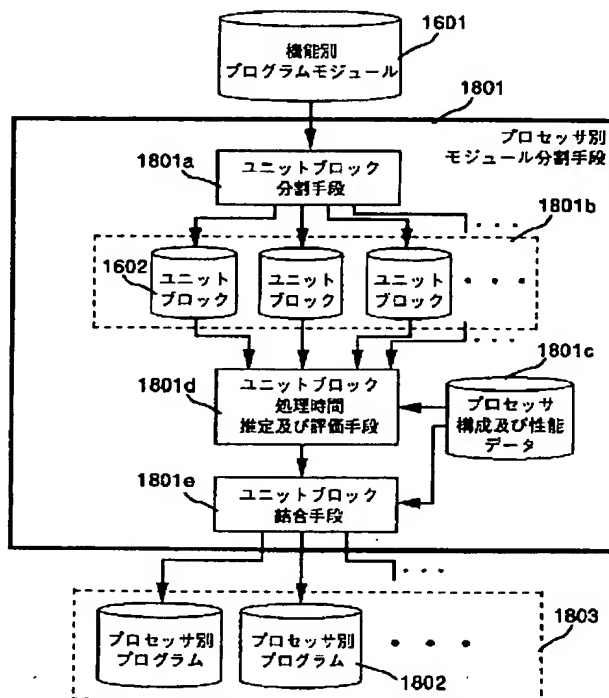 1601
機能別
プログラムモジュール
1801
プロセッサ別
モジュール分割手段
1801a
ユニットブロック
分割手段
1801b
1602
ユニット
ブロック
ユニット
ブロック
ユニット
ブロック
1801c
1801d
ユニットブロック
処理時間
推定及び評価手段
プロセッサ
構成及び性能
データ
1801e
ユニットブロック
結合手段
プロセッサ別
プログラム
プロセッサ別
プログラム
1803
1802